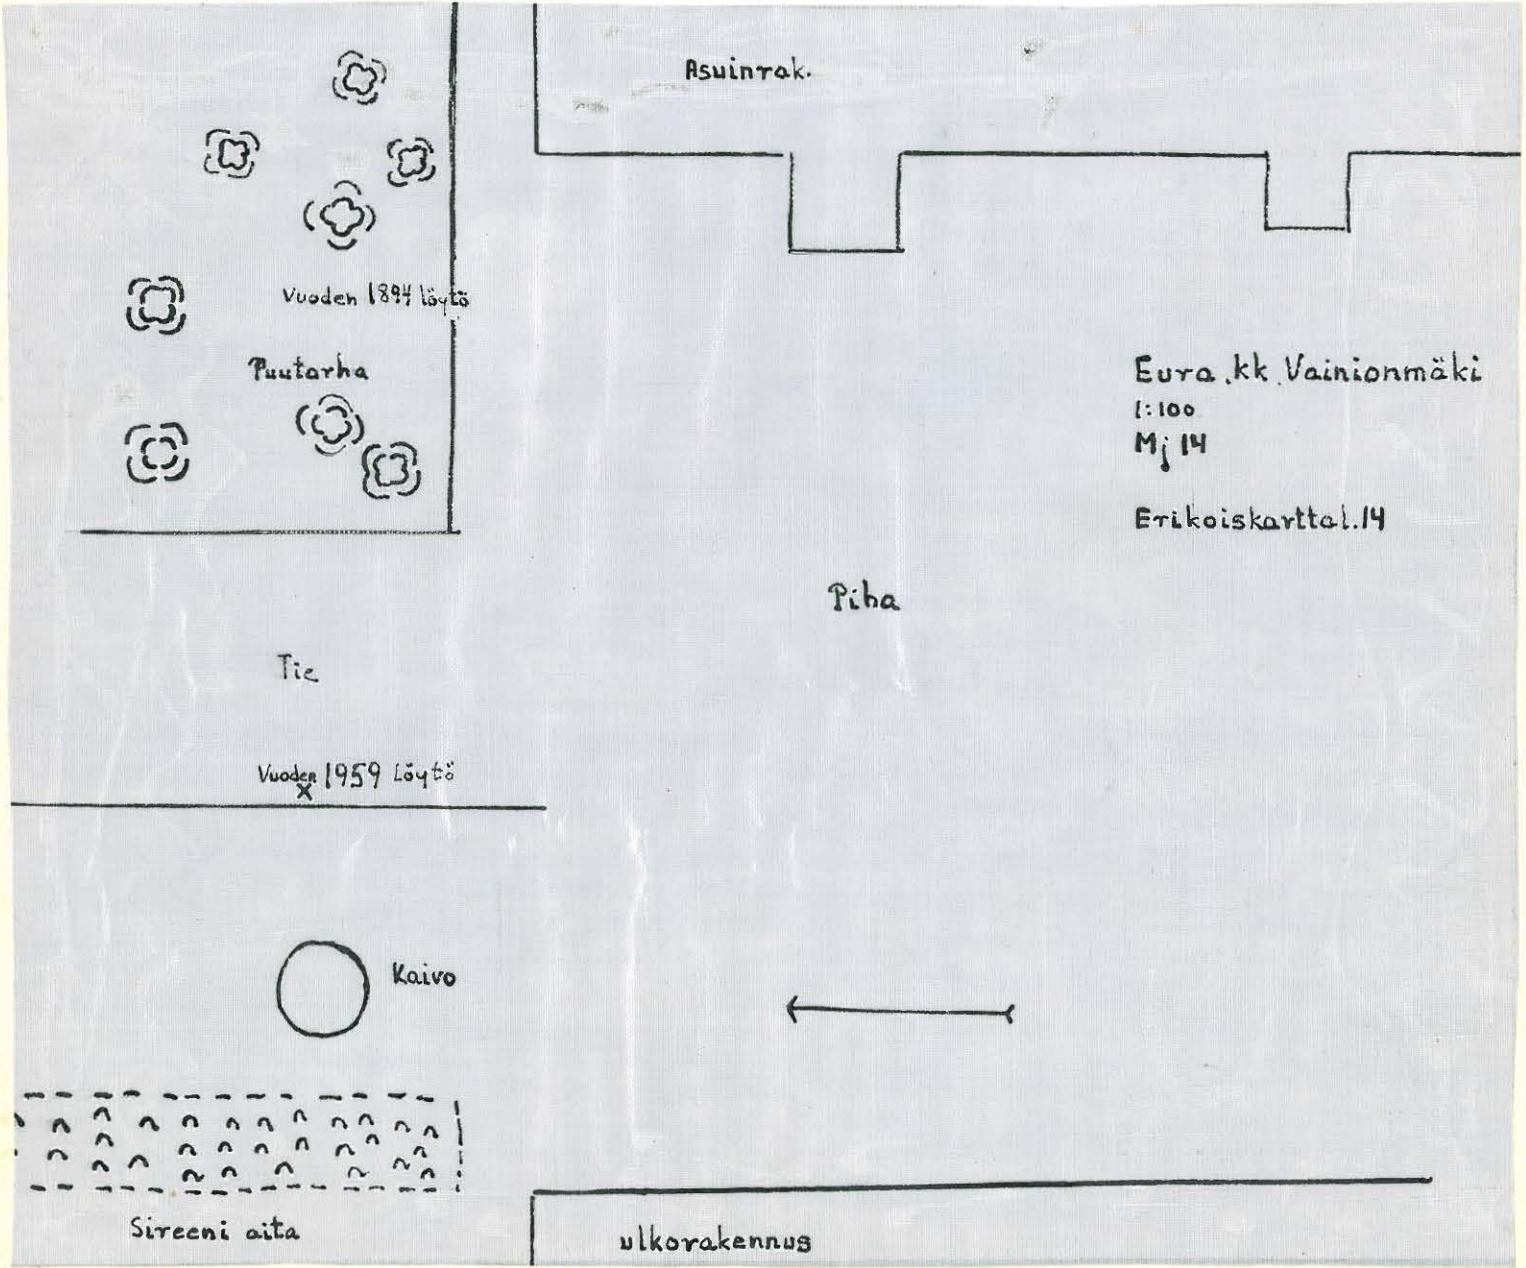 Asuinrak.
Vuoden 1894 löytö
Puutarha
Eura . kk . Vainionmäki
1:100
Mj 14
Erikoiskarttal. 14
Piha
Tie
Vuoden 1959 Löytö
x
Kaivo
Sireeni aita
ulkorakennus